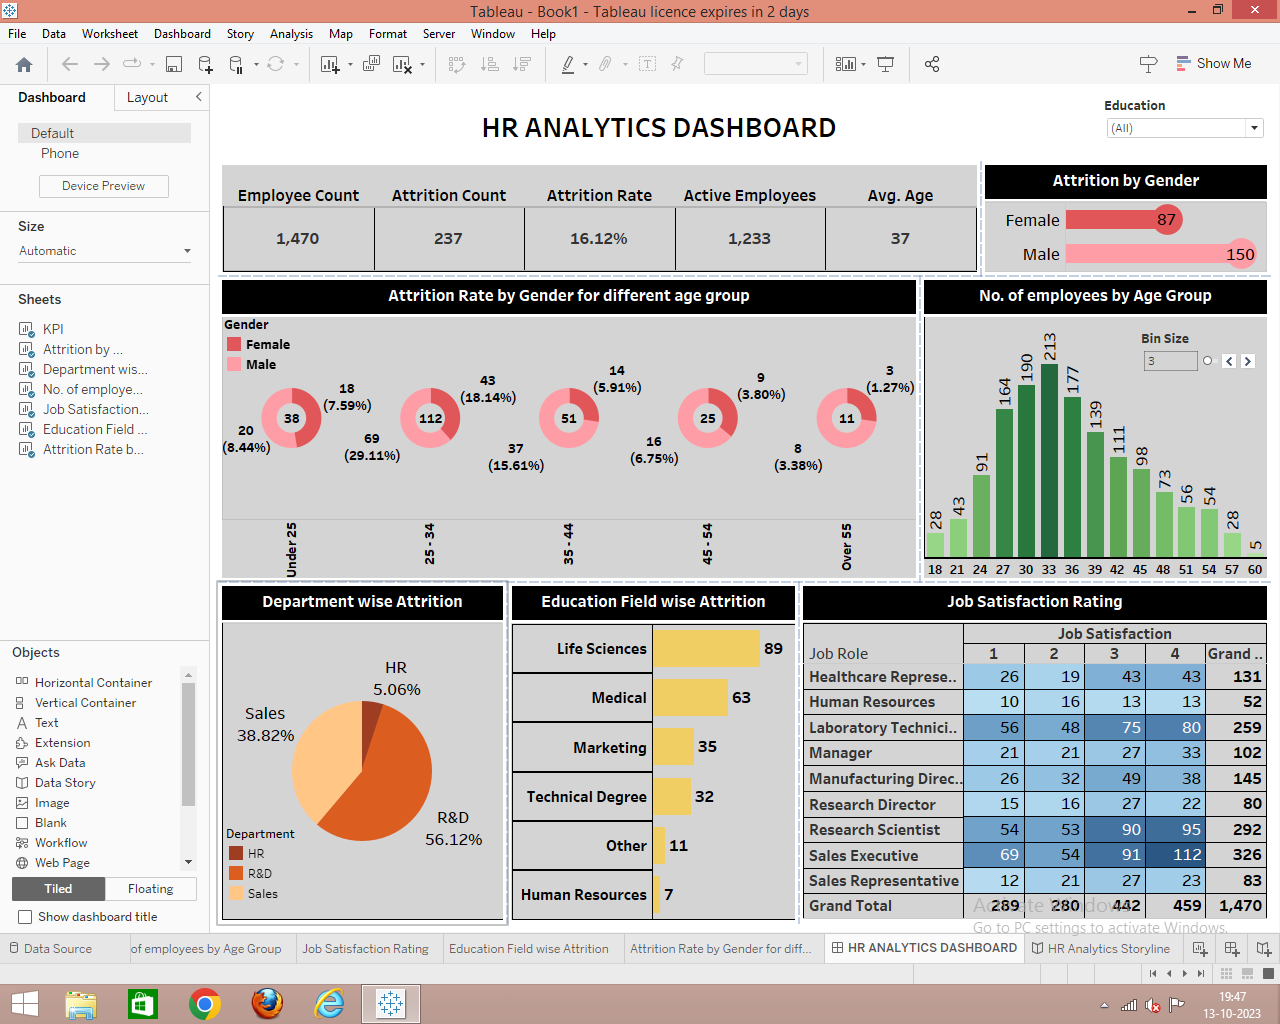 Tableau - Book1 - Tableau licence expires in 2 days
File Data Worksheet Dashboard Story Analysis Map Format Server Window Help
Show Me
Dashboard Layout
Default
Phone
Device Preview
Size
Automatic
Sheets
KPI
Attrition by ...
Department wis...
No. of employe...
Job Satisfaction...
Education Field ...
Attrition Rate b...
Objects
Horizontal Container
Vertical Container
Text
Extension
Ask Data
Data Story
Image
Blank
Workflow
Web Page
Tiled Floating
Show dashboard title
HR ANALYTICS DASHBOARD
Education
(All)
Employee Count Attrition Count Attrition Rate Active Employees Avg. Age
1,470 237 16.12% 1,233 37
Attrition by Gender
Female 87
Male 150
Attrition Rate by Gender for different age group
Gender
Female
Male
38
18
(7.59%)
20
(8.44%)
112
43
(18.14%)
69
(29.11%)
51
14
(5.91%)
37
(15.61%)
25
9
(3.80%)
16
(6.75%)
11
3
(1.27%)
8
(3.38%)
Under 25 25 - 34 35 - 44 45 - 54 Over 55
No. of employees by Age Group
Bin Size
3
28 43 91 164 190 213 177 139 111 98 73 56 54 28 5
18 21 24 27 30 33 36 39 42 45 48 51 54 57 60
Department wise Attrition
HR
5.06%
Sales
38.82%
R&D
56.12%
Department
HR
R&D
Sales
Education Field wise Attrition
Life Sciences 89
Medical 63
Marketing 35
Technical Degree 32
Other 11
Human Resources 7
Job Satisfaction Rating
Job Satisfaction
Job Role 1 2 3 4 Grand ..
Healthcare Represe.. 26 19 43 43 131
Human Resources 10 16 13 13 52
Laboratory Technici.. 56 48 75 80 259
Manager 21 21 27 33 102
Manufacturing Direc.. 26 32 49 38 145
Research Director 15 16 27 22 80
Research Scientist 54 53 90 95 292
Sales Executive 69 54 91 112 326
Sales Representative 12 21 27 23 83
Grand Total 289 280 442 459 1,470
Activate Windows
Go to PC settings to activate Windows.
Data Source of employees by Age Group Job Satisfaction Rating Education Field wise Attrition Attrition Rate by Gender for diff... HR ANALYTICS DASHBOARD HR Analytics Storyline
19:47
13-10-2023